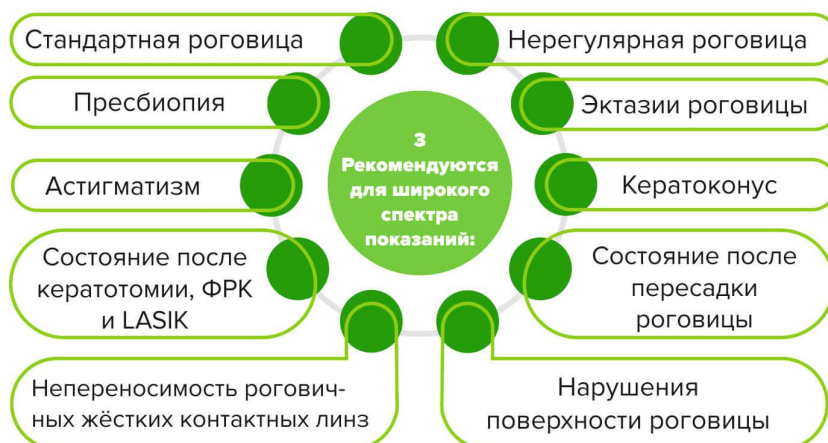 Стандартная роговица
Пресбиопия
Астигматизм
Состояние после
кератотомии, ФРК
и LASIK
Непереносимость рогович-
ных жёстких контактных линз
3
Рекомендуются
для широкого
спектра
показаний:
Нерегулярная роговица
Эктазии роговицы
Кератоконус
Состояние после
пересадки
роговицы
Нарушения
поверхности роговицы